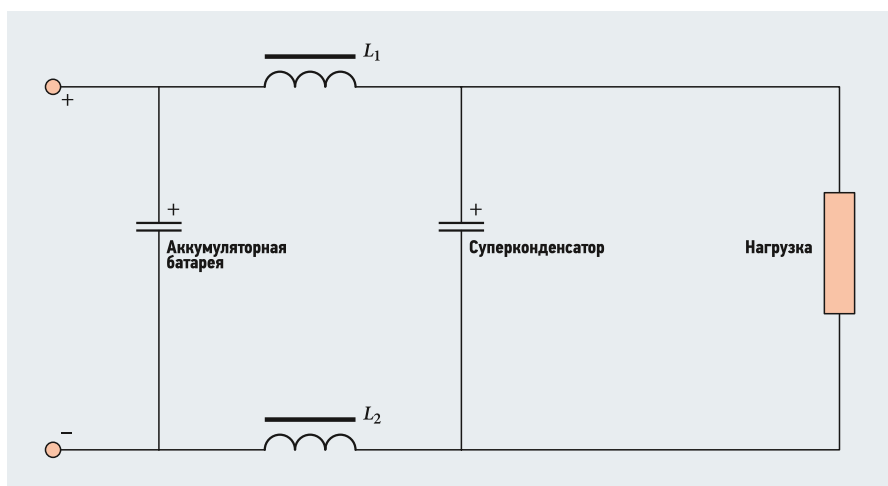 L₁
+
+
+
Аккумуляторная
батарея
Суперконденсатор
Нагрузка
L₂
–